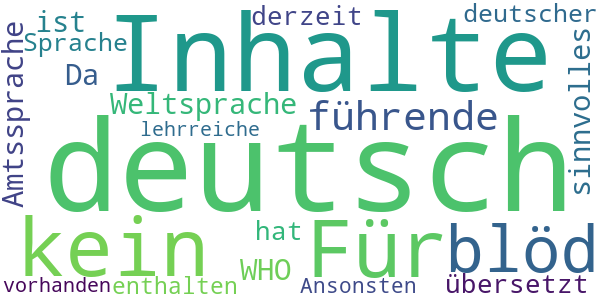 ist
derzeit
deutscher
Sprache
Inhalte
Da
Amtssprache
Weltsprache
führende
sinnvolles
lehrreiche
deutsch
kein
Für
blöd
hat
WHO
vorhanden
enthalten
Ansonsten
übersetzt